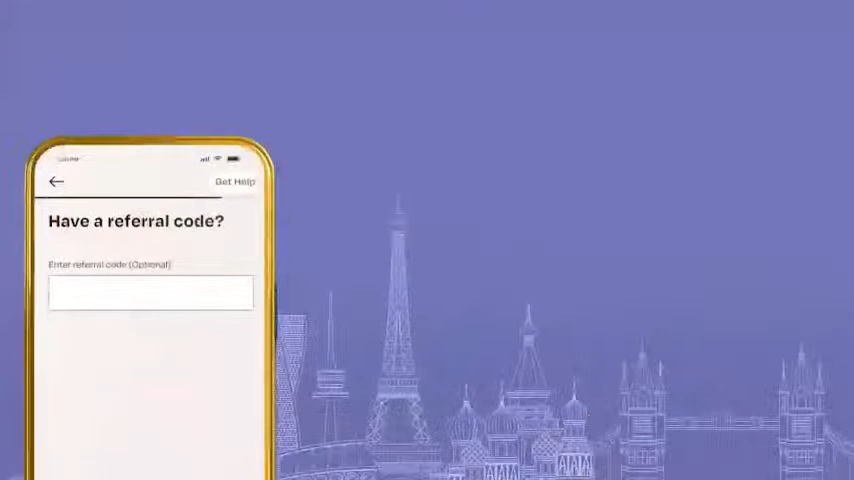 Get Help
Have a referral code?
Enter referral code (Optional)